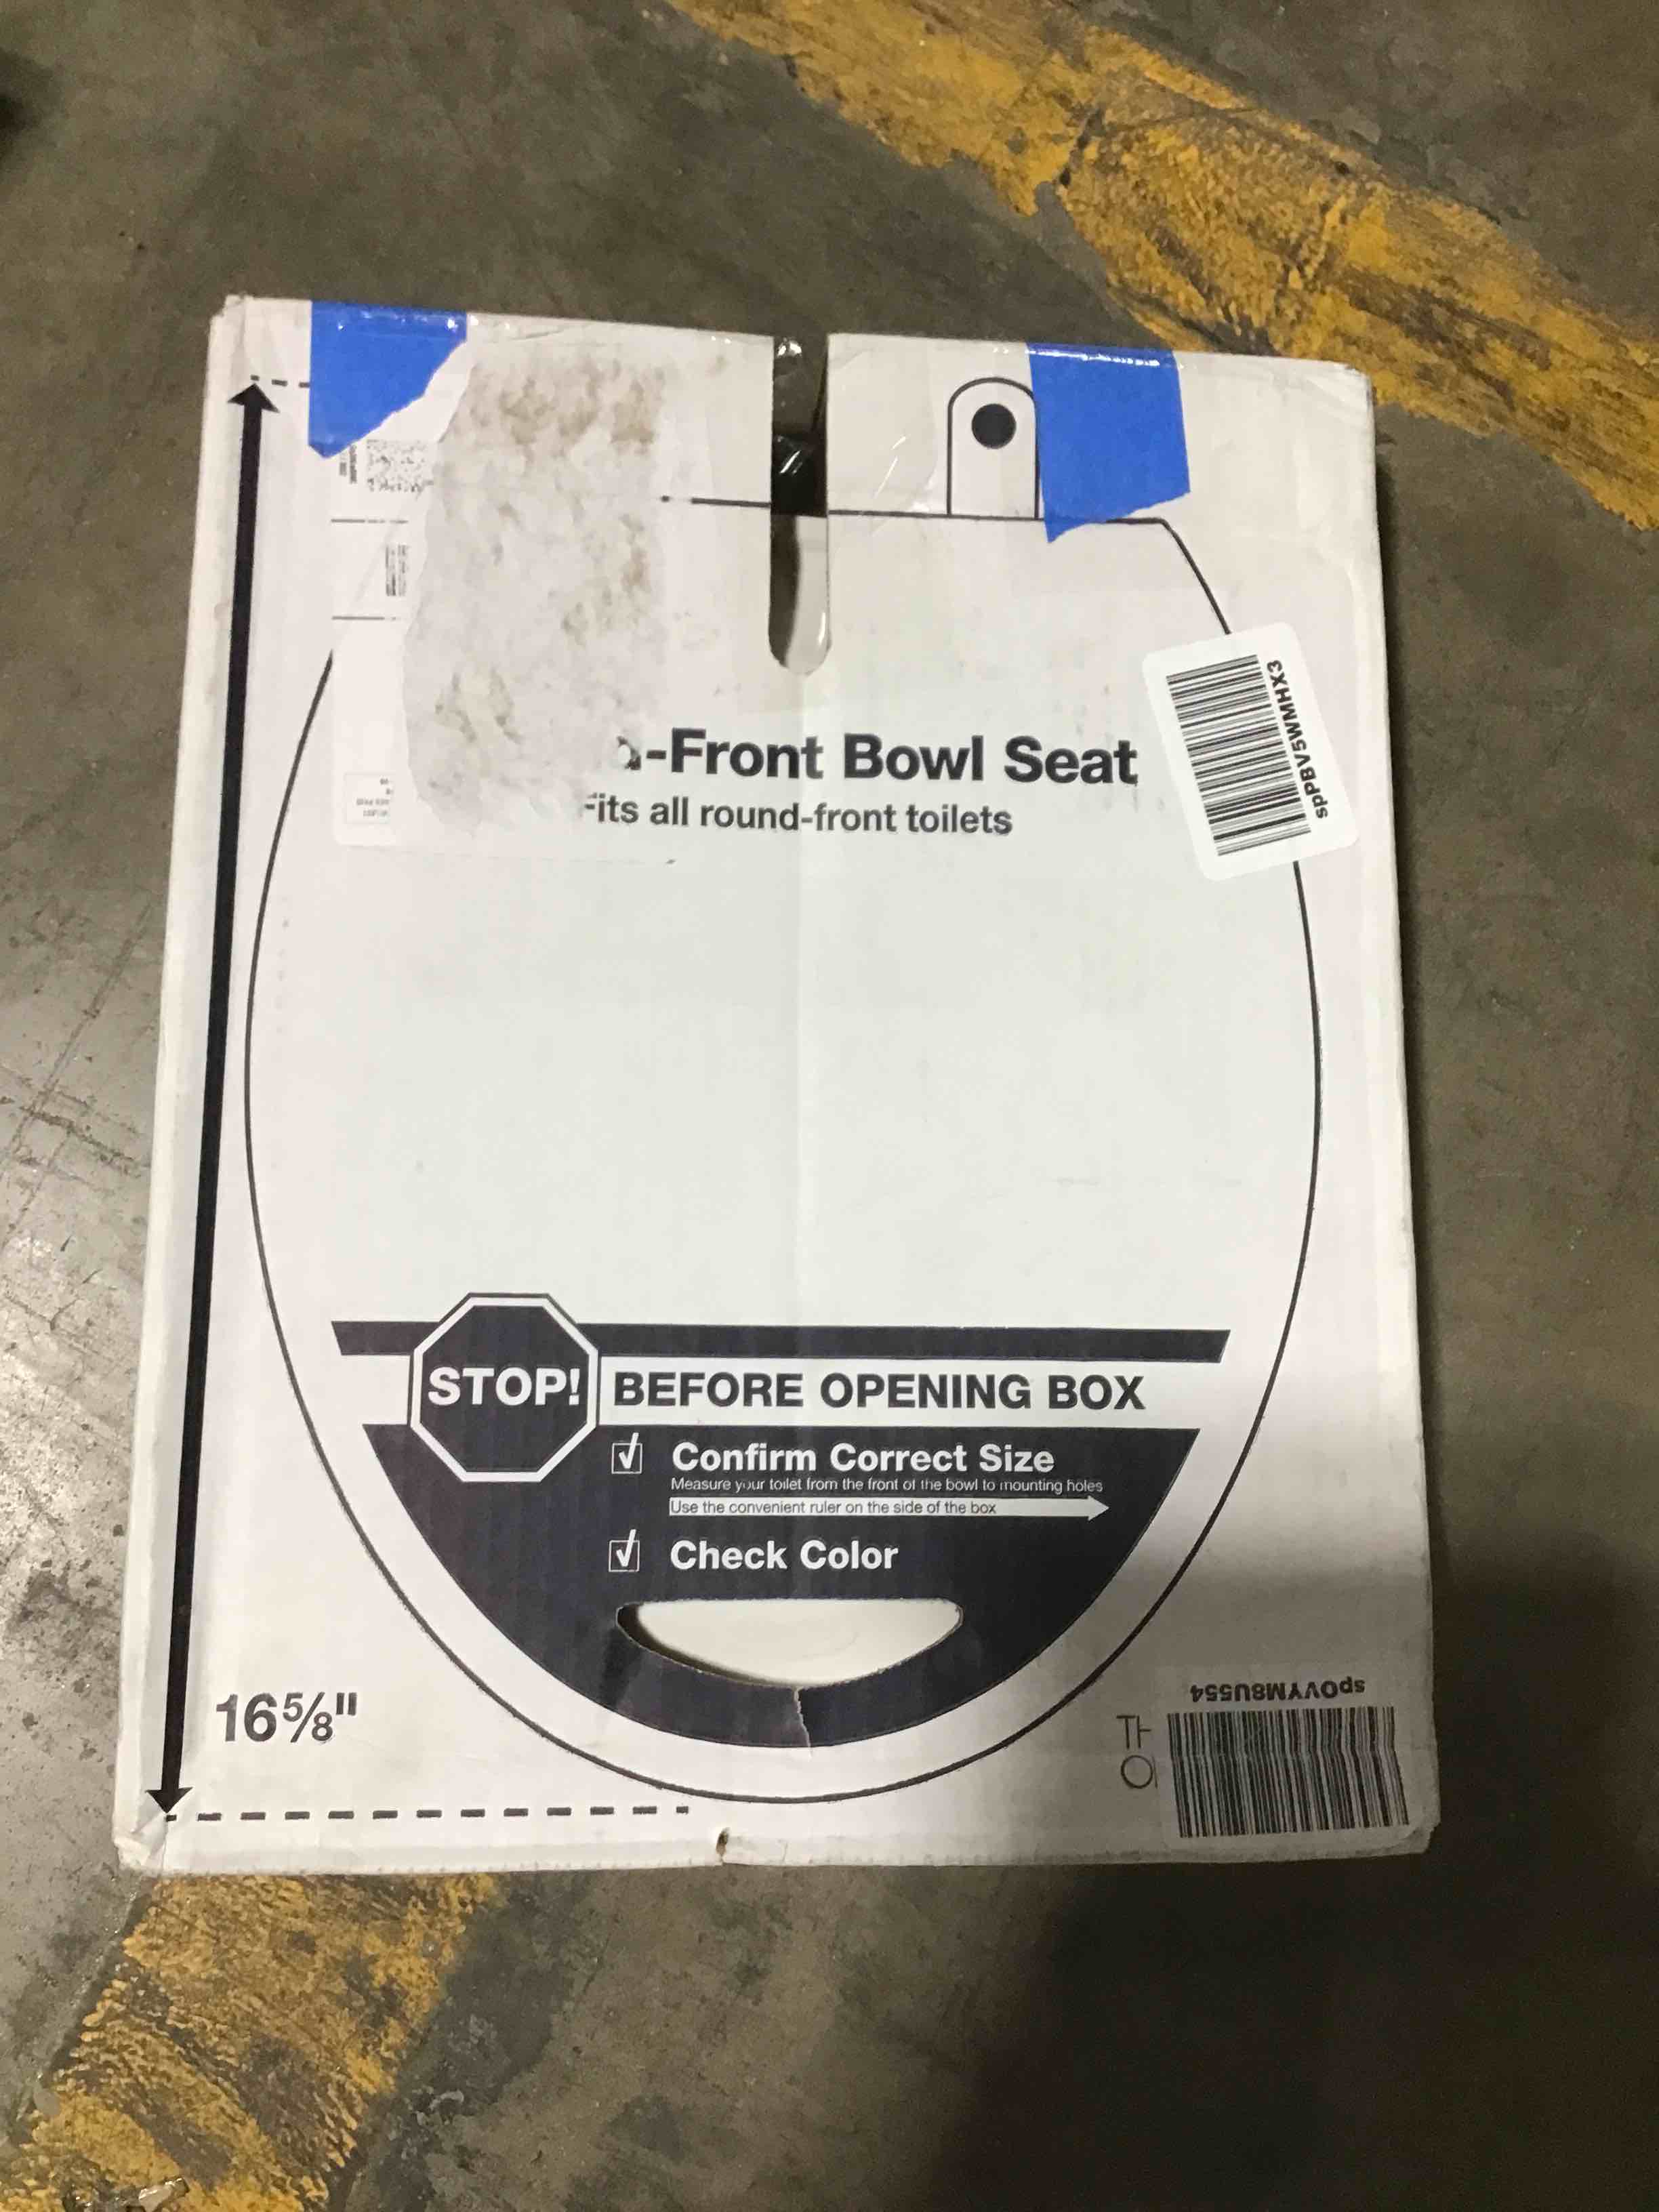 -Front Bowl Seat
Fits all round-front toilets
spPBV5WMHX3
STOP!
BEFORE OPENING BOX
Confirm Correct Size
Measure your toilet from the front of the bowl to mounting holes
Use the convenient ruler on the side of the box
Check Color
16⅝"
spOVYM8U554